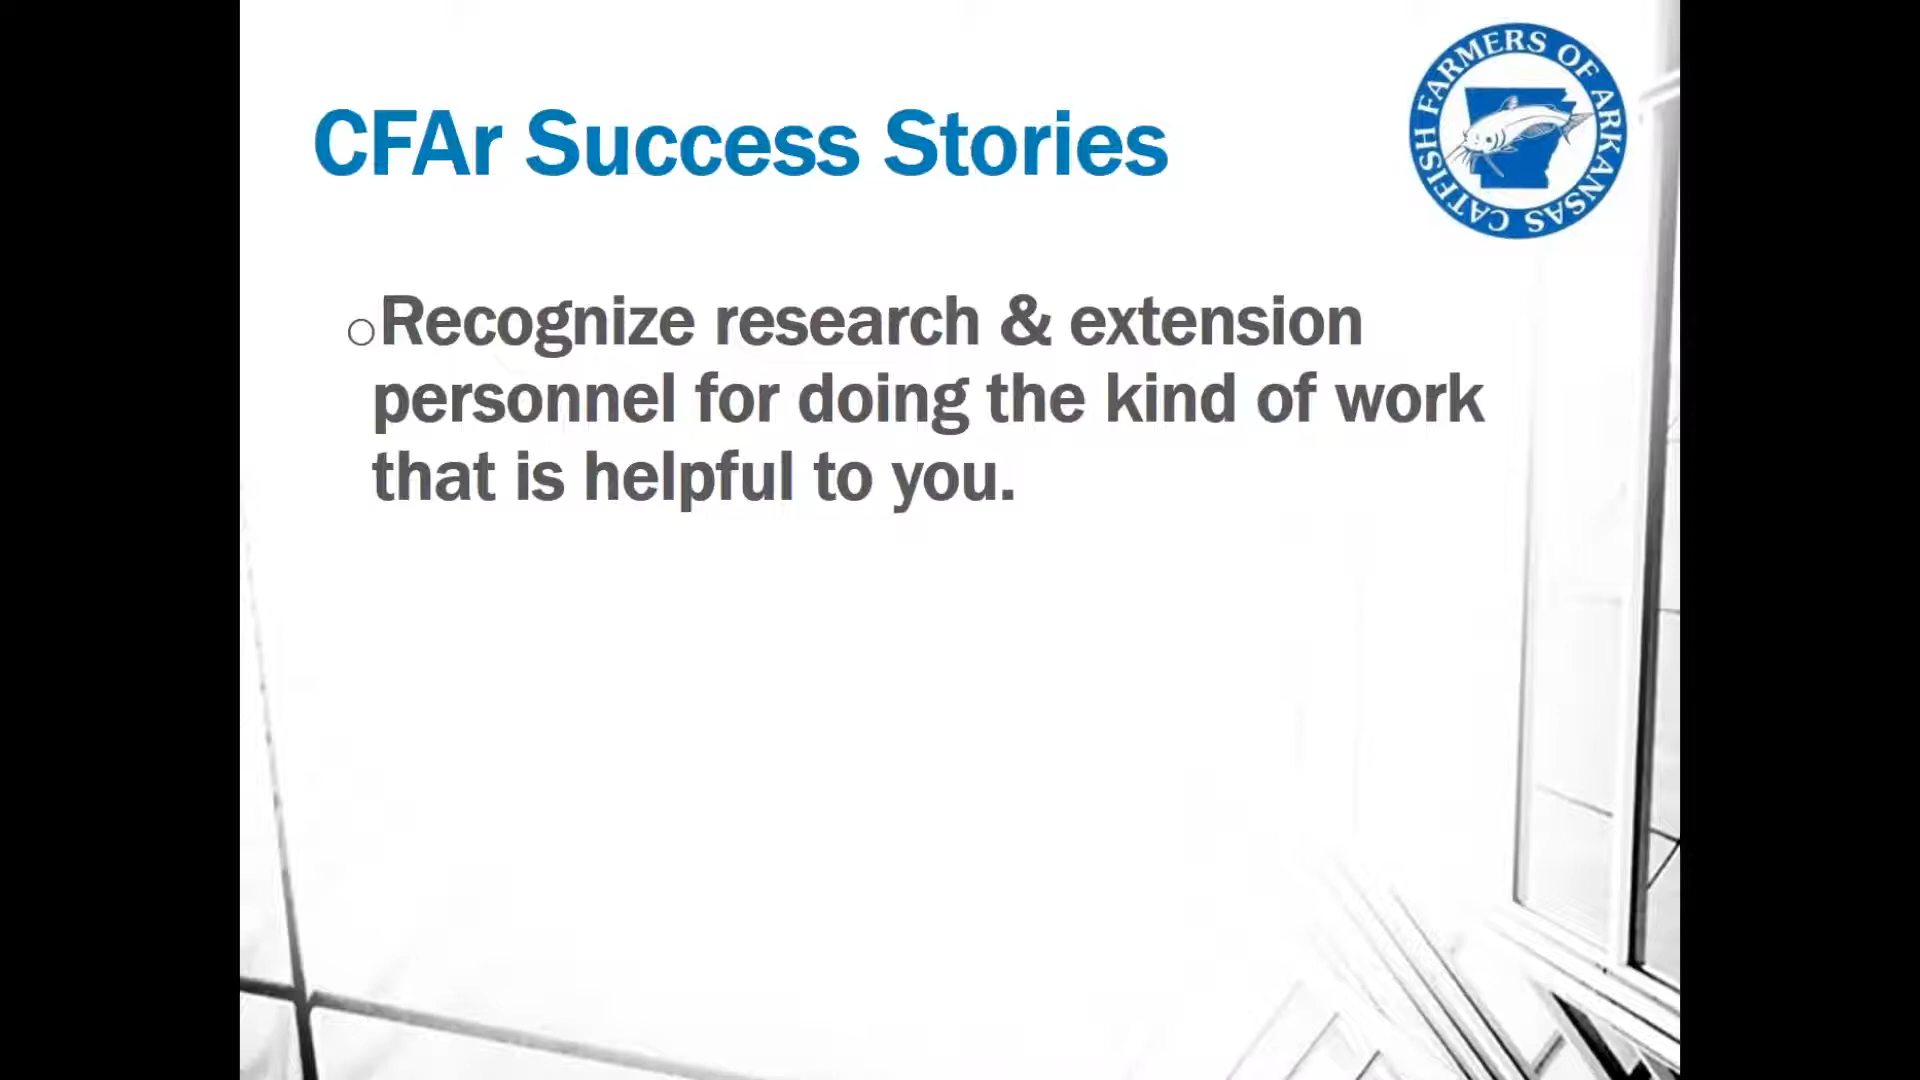 CFAr Success Stories
CATFISH FARMERS OF ARKANSAS
○Recognize research & extension
personnel for doing the kind of work
that is helpful to you.